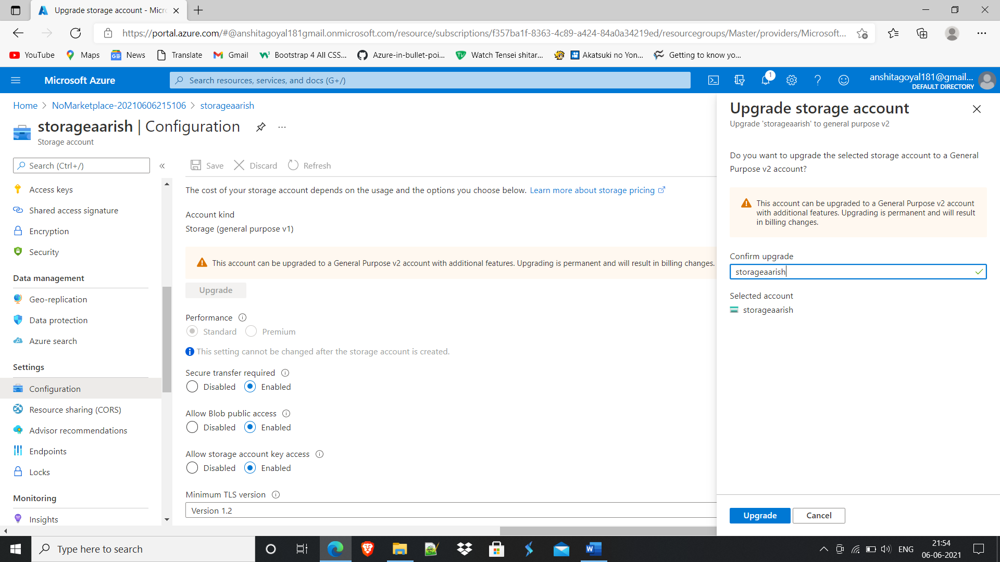 Upgrade storage account - Micr
https://portal.azure.com/#@anshitagoyal181gmail.onmicrosoft.com/resource/subscriptions/f357ba1f-8363-4c89-a424-84a0a34219ed/resourcegroups/Master/providers/Microsoft...
YouTube Maps News Translate Gmail Bootstrap 4 All CSS... Azure-in-bullet-poi... Watch Tensei shitar... Akatsuki no Yon... Getting to know yo...
Microsoft Azure
Search resources, services, and docs (G+/)
1
anshitagoyal181@gmail...
DEFAULT DIRECTORY
Home > NoMarketplace-20210606215106 > storageaarish
storageaarish | Configuration ...
Storage account
Search (Ctrl+/)
«
Access keys
Shared access signature
Encryption
Security
Data management
Geo-replication
Data protection
Azure search
Settings
Configuration
Resource sharing (CORS)
Advisor recommendations
Endpoints
Locks
Monitoring
Insights
Save Discard Refresh
The cost of your storage account depends on the usage and the options you choose below. Learn more about storage pricing
Account kind
Storage (general purpose v1)
This account can be upgraded to a General Purpose v2 account with additional features. Upgrading is permanent and will result in billing changes.
Upgrade
Performance
Standard Premium
This setting cannot be changed after the storage account is created.
Secure transfer required
Disabled Enabled
Allow Blob public access
Disabled Enabled
Allow storage account key access
Disabled Enabled
Minimum TLS version
Version 1.2
Upgrade storage account
Upgrade 'storageaarish' to general purpose v2
Do you want to upgrade the selected storage account to a General
Purpose v2 account?
This account can be upgraded to a General Purpose v2 account
with additional features. Upgrading is permanent and will result
in billing changes.
Confirm upgrade
storageaarish
Selected account
storageaarish
Upgrade Cancel
Type here to search
ENG
21:54
06-06-2021